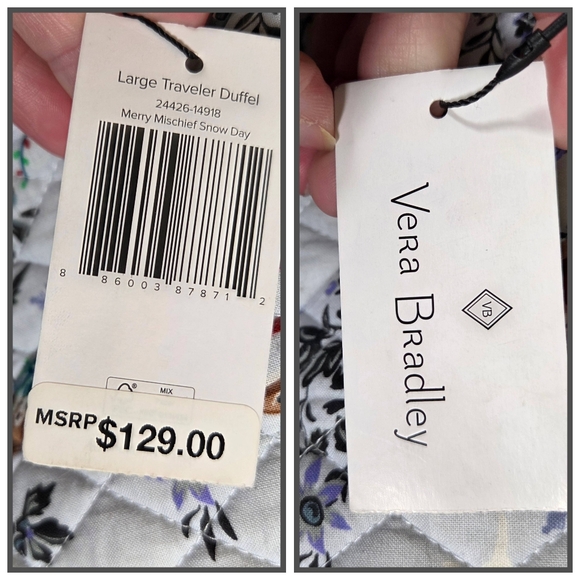 Large Traveler Duffel
24426-14918
Merry Mischief Snow Day
8 86003 87871 2
MIX
MSRP $129.00
Vera Bradley
VB